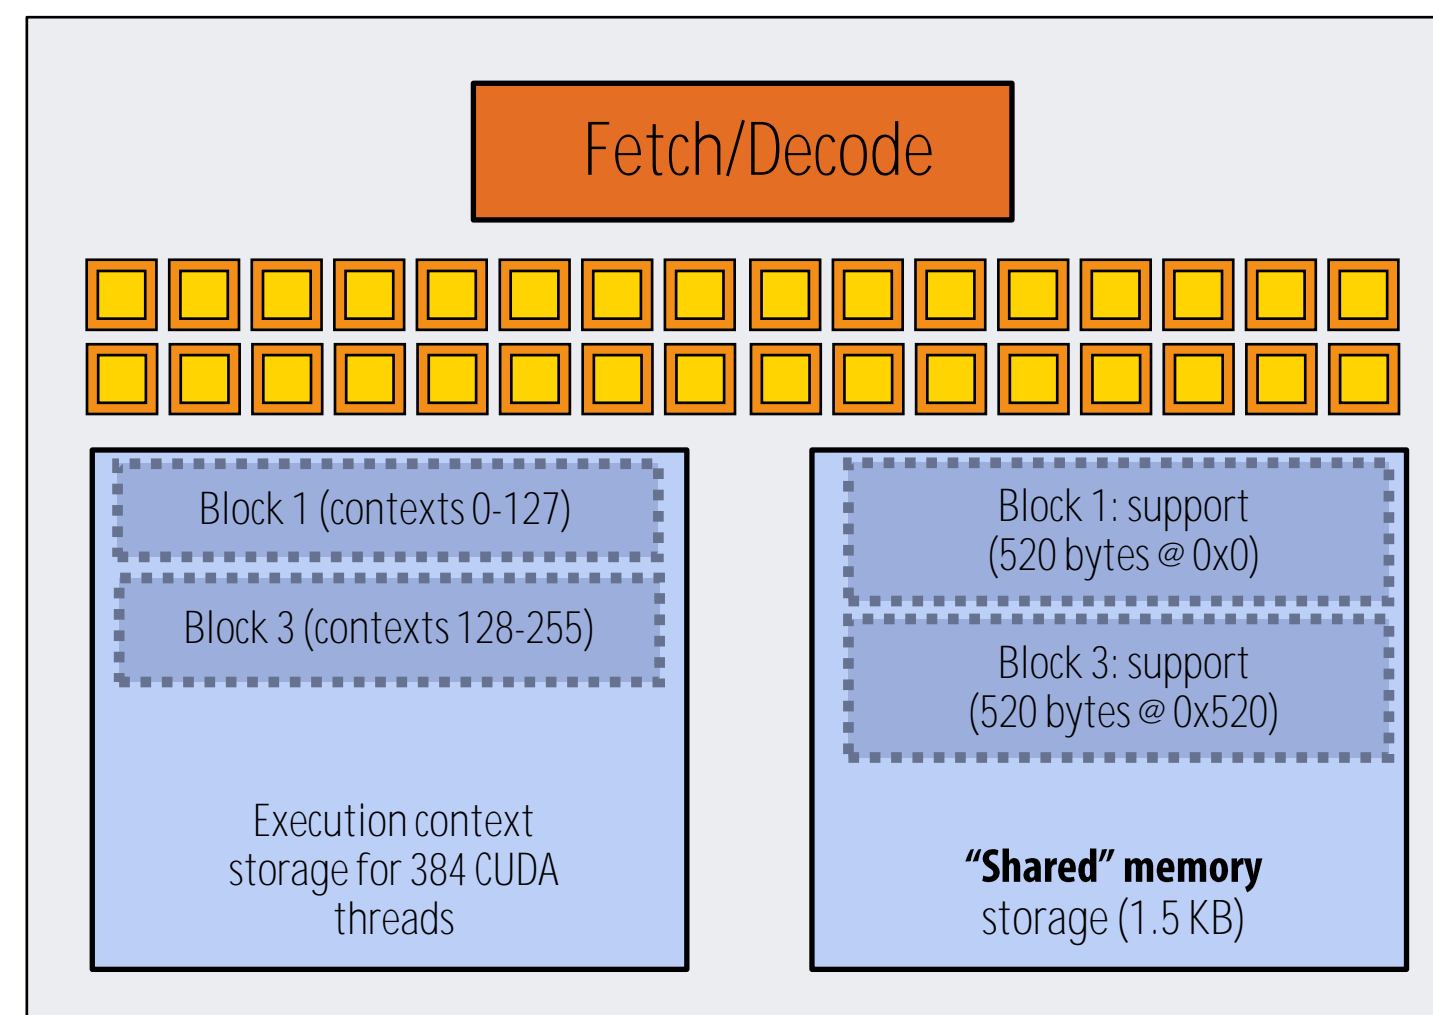 Fetch/Decode
Block 1 (contexts 0-127)
Block 3 (contexts 128-255)
Execution context
storage for 384 CUDA
threads
Block 1: support
(520 bytes @ 0x0)
Block 3: support
(520 bytes @ 0x520)
“Shared” memory
storage (1.5 KB)